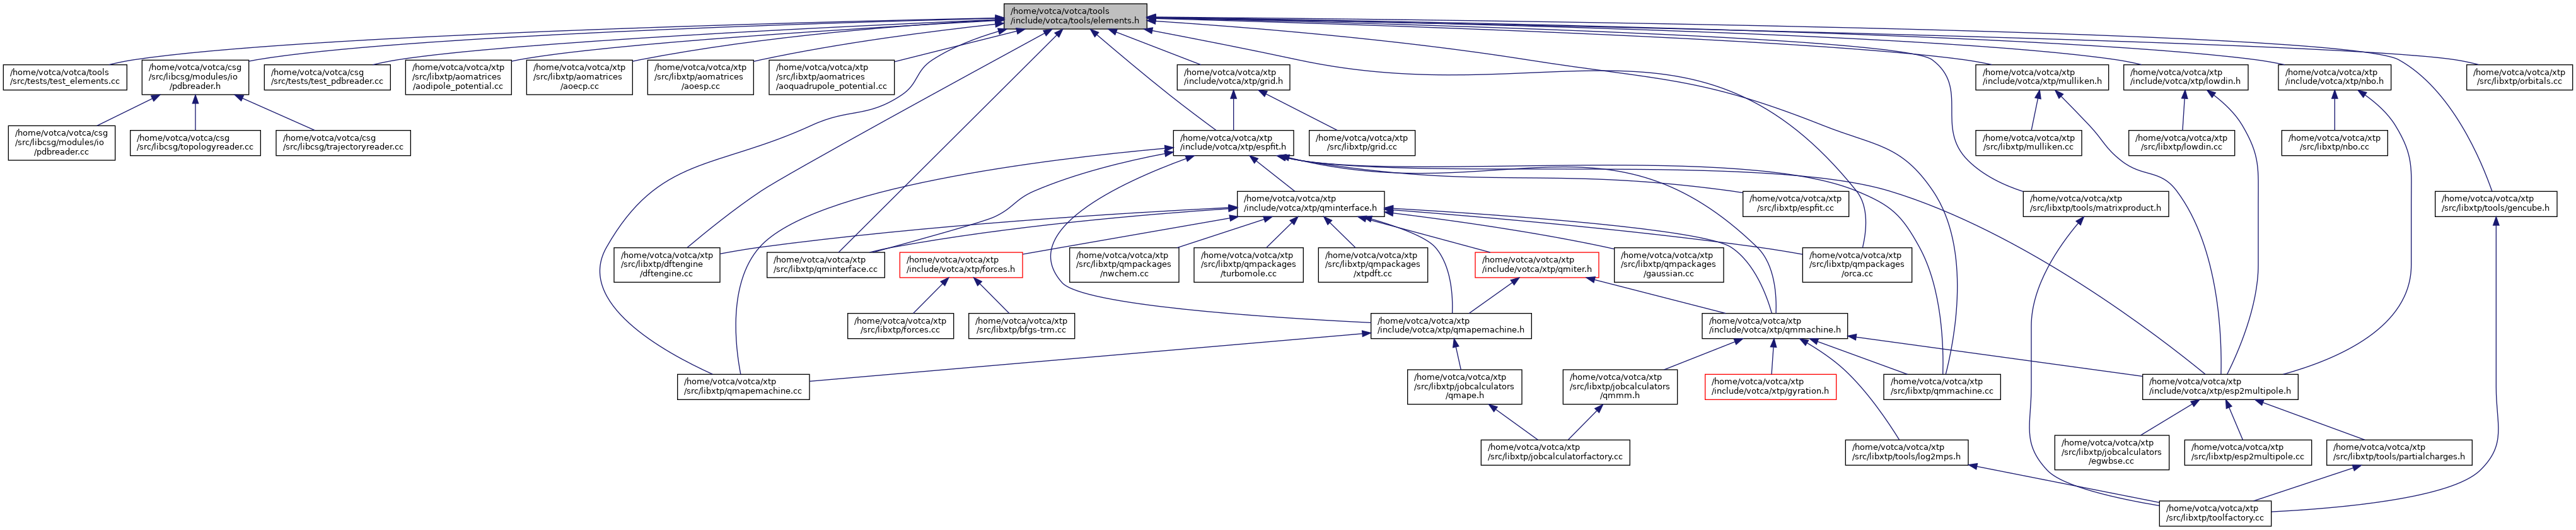 /home/votca/votca/tools
/include/votca/tools/elements.h
/home/votca/votca/tools
/src/tests/test_elements.cc
/home/votca/votca/csg
/src/libcsg/modules/io
/pdbreader.h
/home/votca/votca/csg
/src/tests/test_pdbreader.cc
/home/votca/votca/xtp
/src/libxtp/aomatrices
/aodipole_potential.cc
/home/votca/votca/xtp
/src/libxtp/aomatrices
/aoecp.cc
/home/votca/votca/xtp
/src/libxtp/aomatrices
/aoesp.cc
/home/votca/votca/xtp
/src/libxtp/aomatrices
/aoquadrupole_potential.cc
/home/votca/votca/xtp
/include/votca/xtp/grid.h
/home/votca/votca/xtp
/include/votca/xtp/mulliken.h
/home/votca/votca/xtp
/include/votca/xtp/lowdin.h
/home/votca/votca/xtp
/include/votca/xtp/nbo.h
/home/votca/votca/xtp
/src/libxtp/orbitals.cc
/home/votca/votca/csg
/src/libcsg/modules/io
/pdbreader.cc
/home/votca/votca/csg
/src/libcsg/topologyreader.cc
/home/votca/votca/csg
/src/libcsg/trajectoryreader.cc
/home/votca/votca/xtp
/include/votca/xtp/espfit.h
/home/votca/votca/xtp
/src/libxtp/grid.cc
/home/votca/votca/xtp
/src/libxtp/mulliken.cc
/home/votca/votca/xtp
/src/libxtp/lowdin.cc
/home/votca/votca/xtp
/src/libxtp/nbo.cc
/home/votca/votca/xtp
/include/votca/xtp/qminterface.h
/home/votca/votca/xtp
/src/libxtp/espfit.cc
/home/votca/votca/xtp
/src/libxtp/tools/matrixproduct.h
/home/votca/votca/xtp
/src/libxtp/tools/gencube.h
/home/votca/votca/xtp
/src/libxtp/dftengine
/dftengine.cc
/home/votca/votca/xtp
/src/libxtp/qminterface.cc
/home/votca/votca/xtp
/include/votca/xtp/forces.h
/home/votca/votca/xtp
/src/libxtp/qmpackages
/nwchem.cc
/home/votca/votca/xtp
/src/libxtp/qmpackages
/turbomole.cc
/home/votca/votca/xtp
/src/libxtp/qmpackages
/xtpdft.cc
/home/votca/votca/xtp
/include/votca/xtp/qmiter.h
/home/votca/votca/xtp
/src/libxtp/qmpackages
/gaussian.cc
/home/votca/votca/xtp
/src/libxtp/qmpackages
/orca.cc
/home/votca/votca/xtp
/src/libxtp/forces.cc
/home/votca/votca/xtp
/src/libxtp/bfgs-trm.cc
/home/votca/votca/xtp
/include/votca/xtp/qmapemachine.h
/home/votca/votca/xtp
/include/votca/xtp/qmmachine.h
/home/votca/votca/xtp
/src/libxtp/qmapemachine.cc
/home/votca/votca/xtp
/src/libxtp/jobcalculators
/qmape.h
/home/votca/votca/xtp
/src/libxtp/jobcalculators
/qmmm.h
/home/votca/votca/xtp
/include/votca/xtp/gyration.h
/home/votca/votca/xtp
/src/libxtp/qmmachine.cc
/home/votca/votca/xtp
/include/votca/xtp/esp2multipole.h
/home/votca/votca/xtp
/src/libxtp/jobcalculatorfactory.cc
/home/votca/votca/xtp
/src/libxtp/tools/log2mps.h
/home/votca/votca/xtp
/src/libxtp/jobcalculators
/egwbse.cc
/home/votca/votca/xtp
/src/libxtp/esp2multipole.cc
/home/votca/votca/xtp
/src/libxtp/tools/partialcharges.h
/home/votca/votca/xtp
/src/libxtp/toolfactory.cc